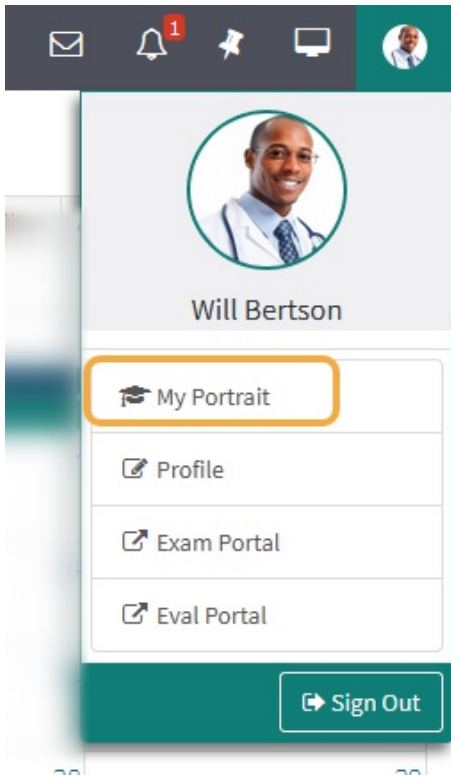 1
Will Bertson
My Portrait
Profile
Exam Portal
Eval Portal
Sign Out